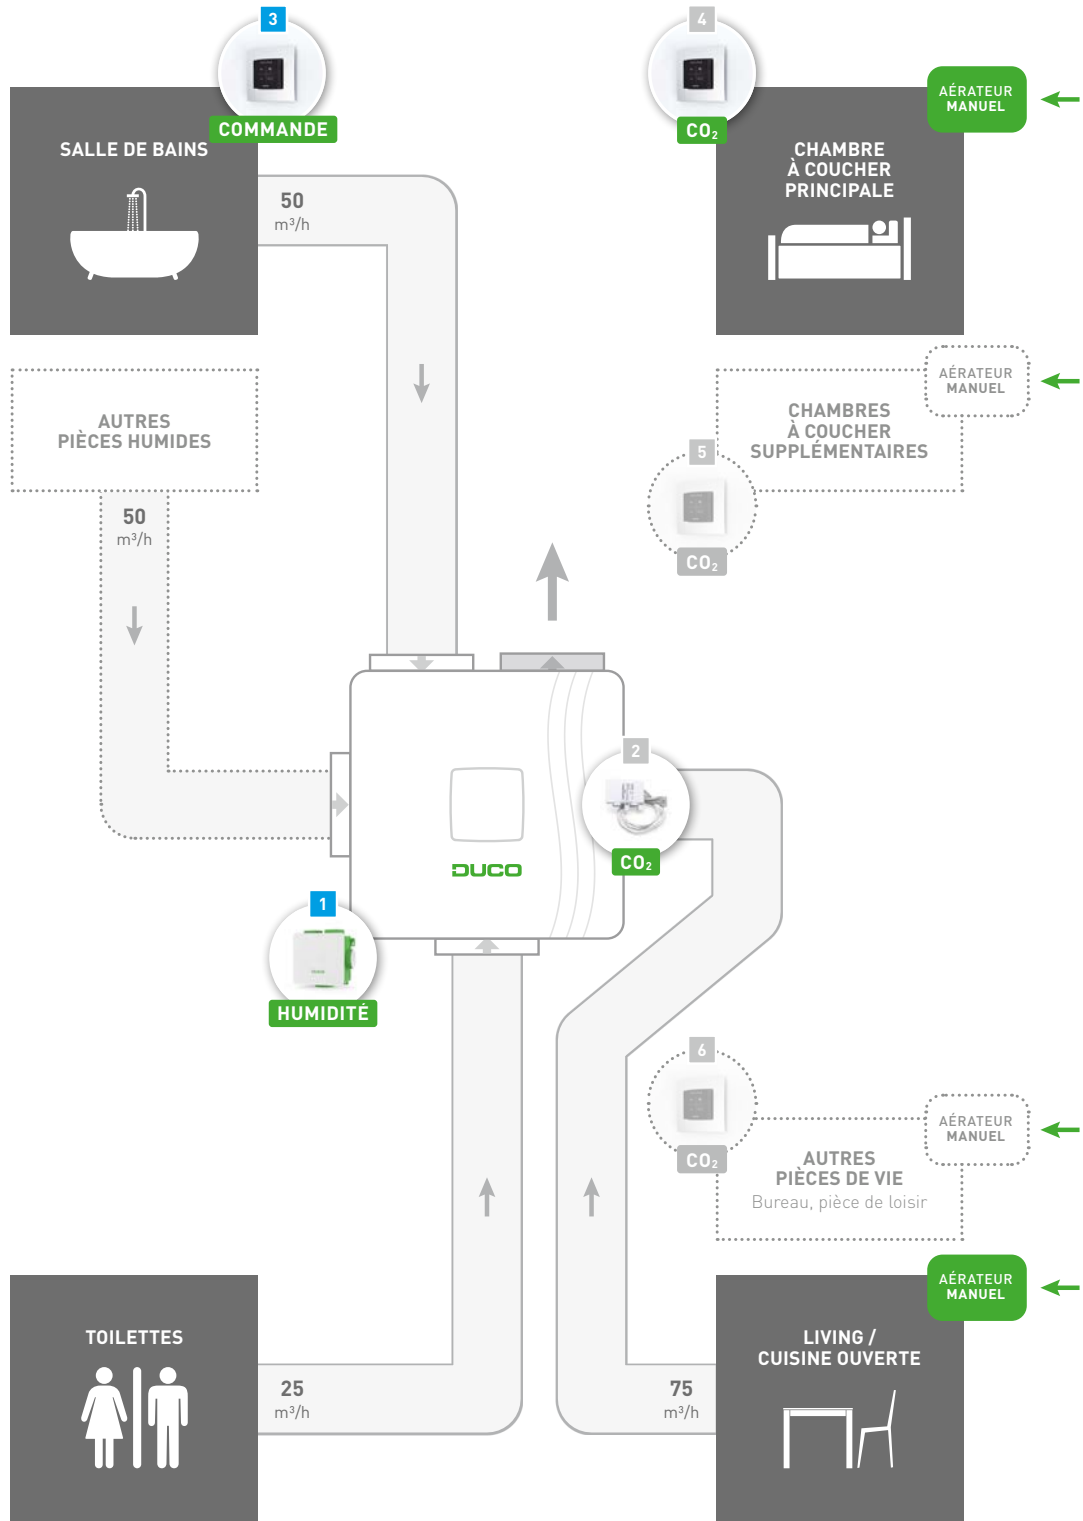 3
COMMANDE
SALLE DE BAINS
50
m³/h
4
CO₂
AÉRATEUR
MANUEL
CHAMBRE
À COUCHER
PRINCIPALE
AUTRES
PIÈCES HUMIDES
50
m³/h
AÉRATEUR
MANUEL
CHAMBRES
À COUCHER
SUPPLÉMENTAIRES
5
CO₂
2
CO₂
DUCO
1
HUMIDITÉ
6
CO₂
AÉRATEUR
MANUEL
AUTRES
PIÈCES DE VIE
Bureau, pièce de loisir
TOILETTES
25
m³/h
75
m³/h
AÉRATEUR
MANUEL
LIVING /
CUISINE OUVERTE